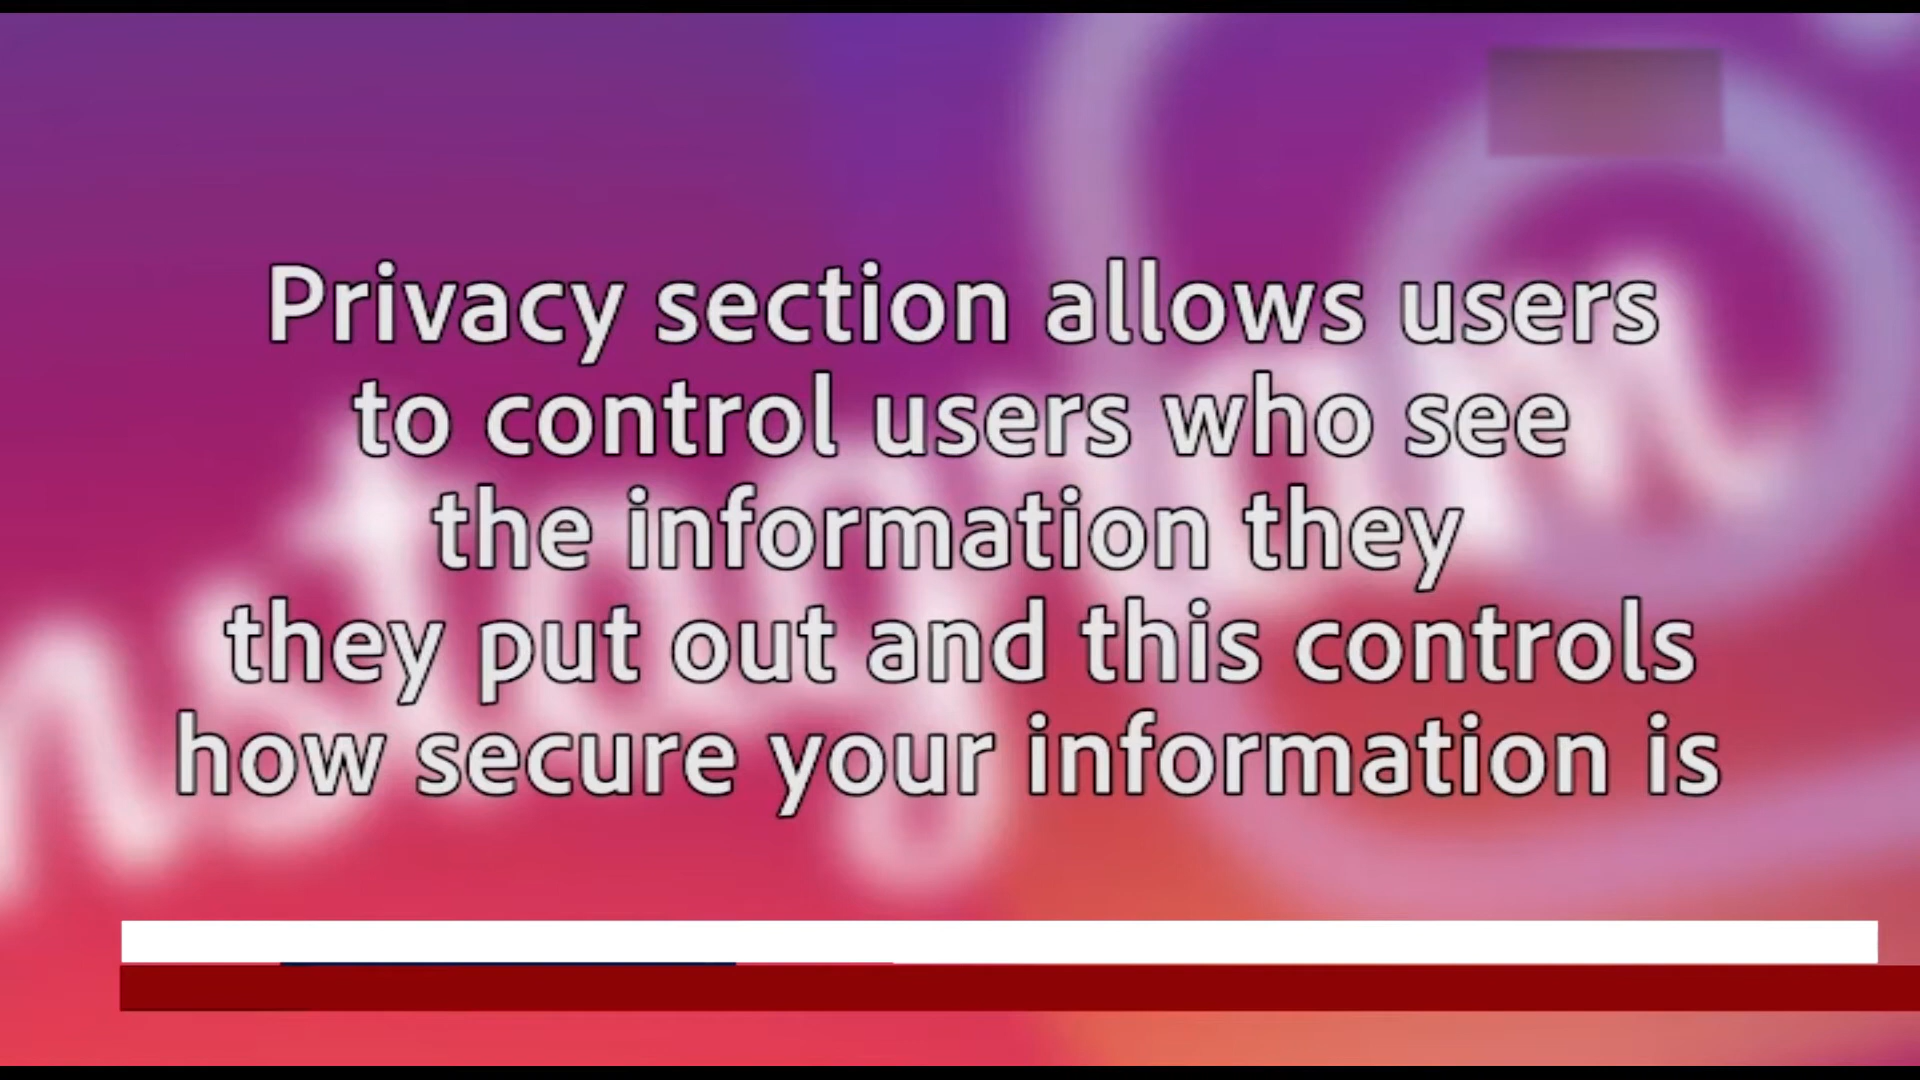 Privacy section allows users
to control users who see
the information they
they put out and this controls
how secure your information is